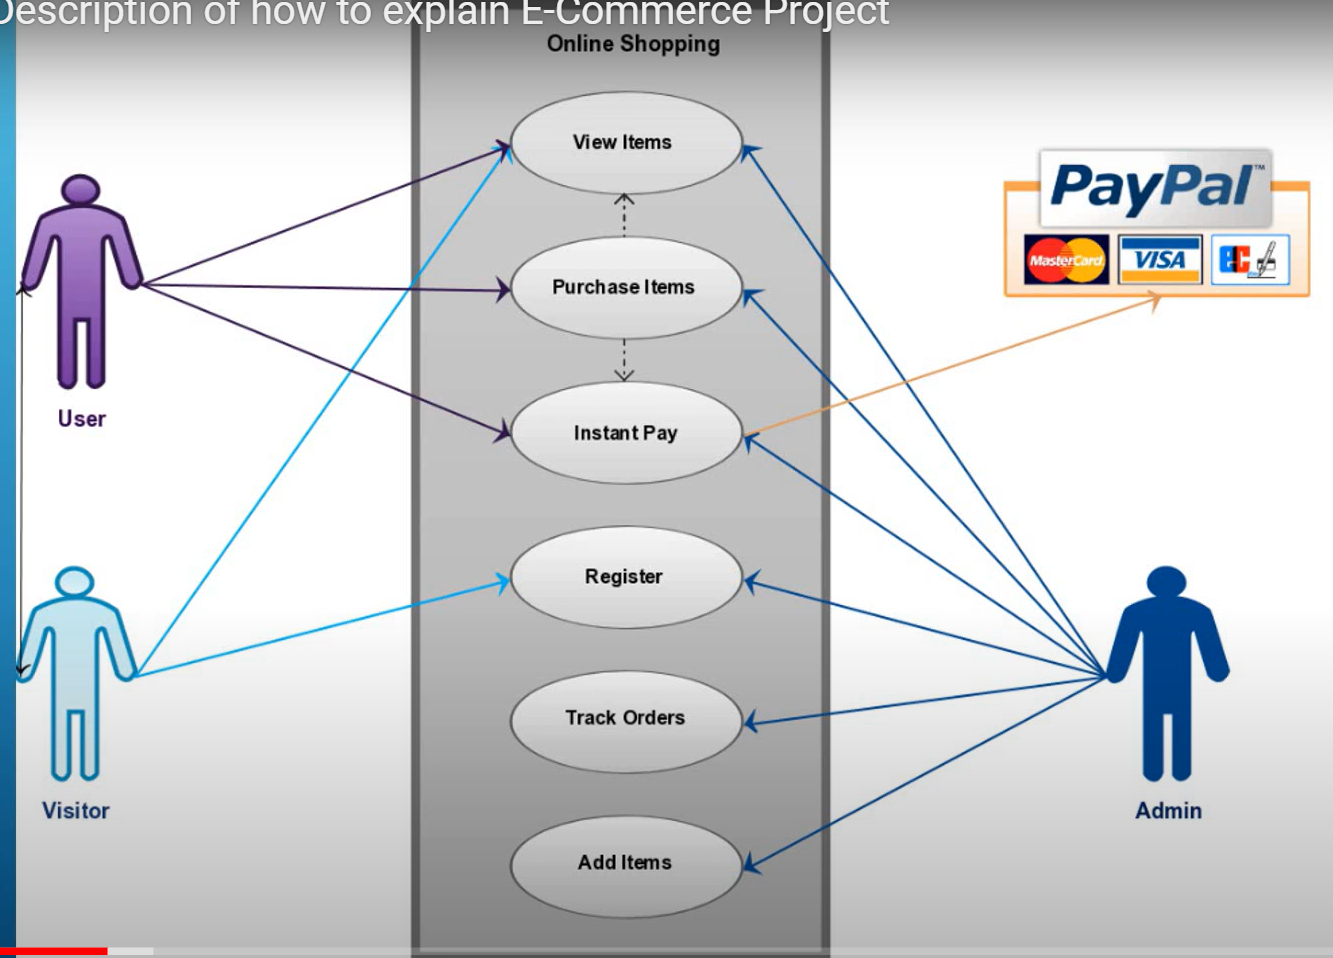 Description of how to explain E-Commerce Project
Online Shopping
View Items
PayPal™
MasterCard
VISA
ec
Purchase Items
User
Instant Pay
Register
Track Orders
Visitor
Admin
Add Items